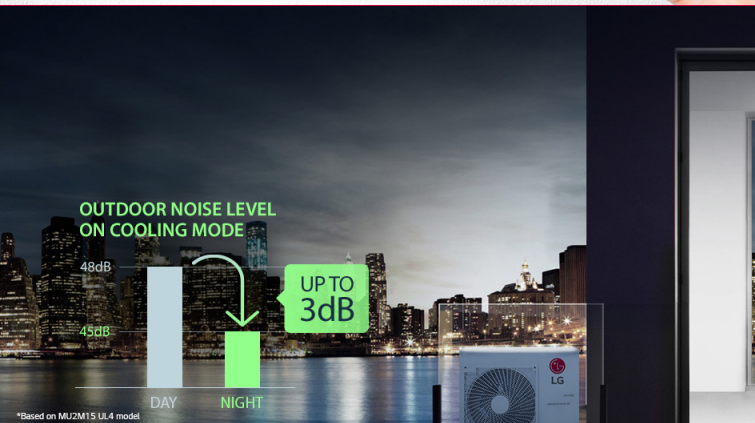 OUTDOOR NOISE LEVEL
ON COOLING MODE
48dB
UP TO
3dB
45dB
DAY
NIGHT
LG
*Based on MU2M15 UL4 model